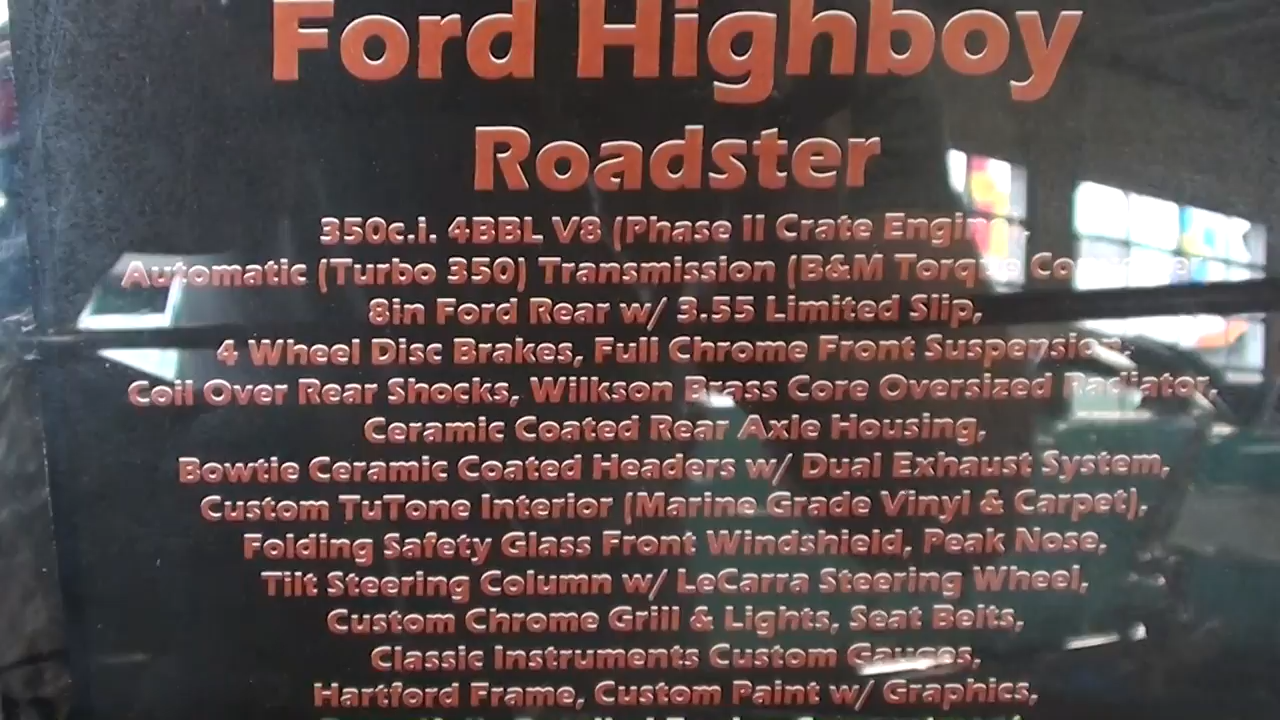 Ford Highboy
Roadster
350c.i. 4BBL V8 (Phase II Crate
Automatic (Turbo 350) Transmission (B&M Torque
8in Ford Rear w/ 3.55 Limited Slip,
4 Wheel Disc Brakes, Full Chrome Front Suspension,
Coil Over Rear Shocks, Wilkson Brass Core Oversized Radiator,
Ceramic Coated Rear Axle Housing,
Bowtie Ceramic Coated Headers w/ Dual Exhaust System,
Custom TuTone Interior (Marine Grade Vinyl & Carpet),
Folding Safety Glass Front Windshield, Peak Nose,
Tilt Steering Column w/ LeCarra Steering Wheel,
Custom Chrome Grill & Lights, Seat Belts,
Classic Instruments Custom Gauges,
Hartford Frame, Custom Paint w/ Graphics,